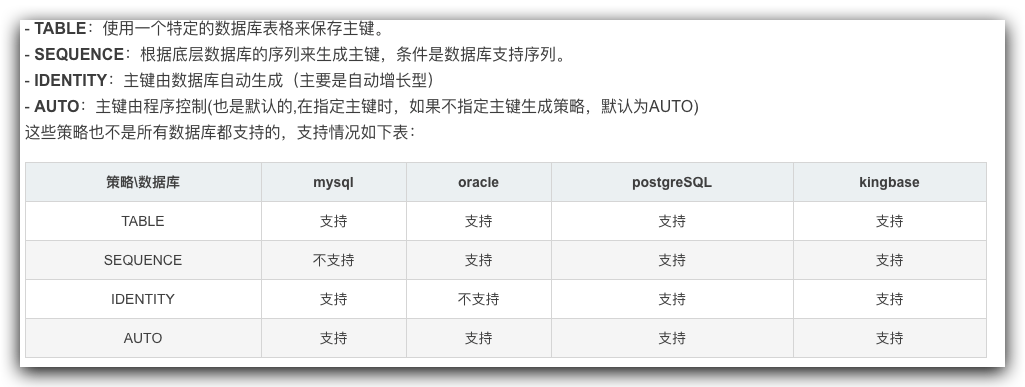 - TABLE：使用一个特定的数据库表格来保存主键。
- SEQUENCE：根据底层数据库的序列来生成主键，条件是数据库支持序列。
- IDENTITY：主键由数据库自动生成（主要是自动增长型）
- AUTO：主键由程序控制(也是默认的,在指定主键时，如果不指定主键生成策略，默认为AUTO)
这些策略也不是所有数据库都支持的，支持情况如下表：
策略\数据库 mysql oracle postgreSQL kingbase
TABLE 支持 支持 支持 支持
SEQUENCE 不支持 支持 支持 支持
IDENTITY 支持 不支持 支持 支持
AUTO 支持 支持 支持 支持